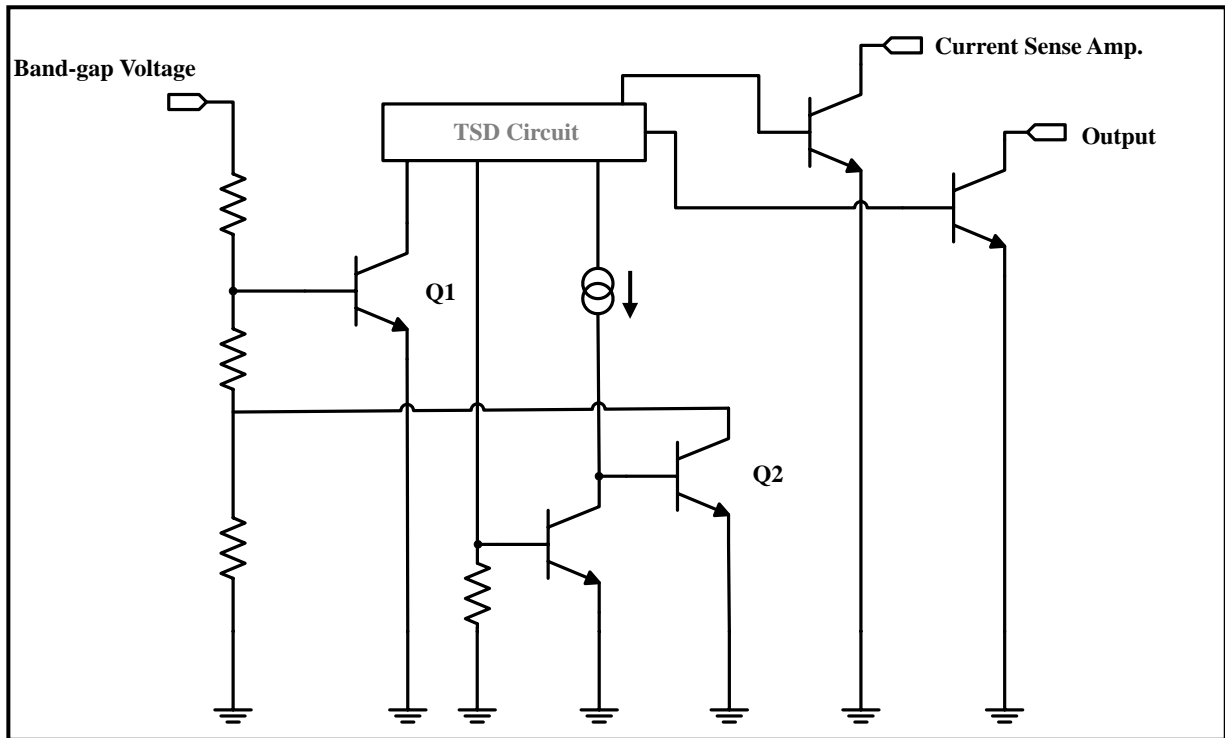 Current Sense Amp.
Band-gap Voltage
TSD Circuit
Output
Q1
Q2